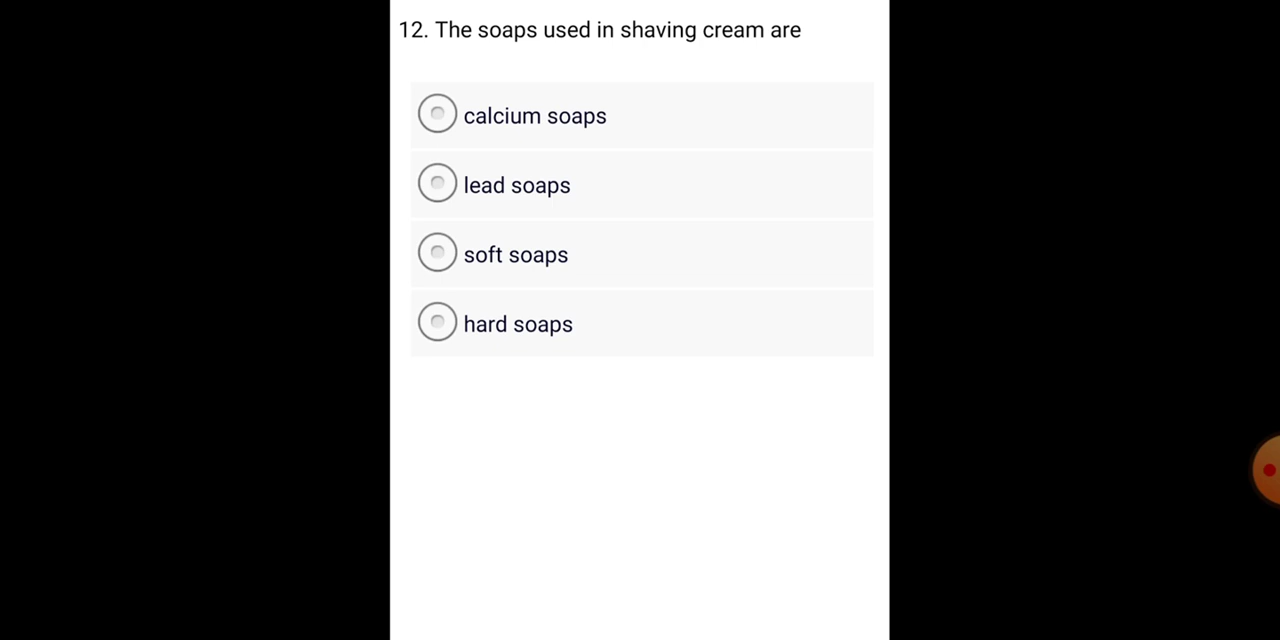 12. The soaps used in shaving cream are
calcium soaps
lead soaps
soft soaps
hard soaps